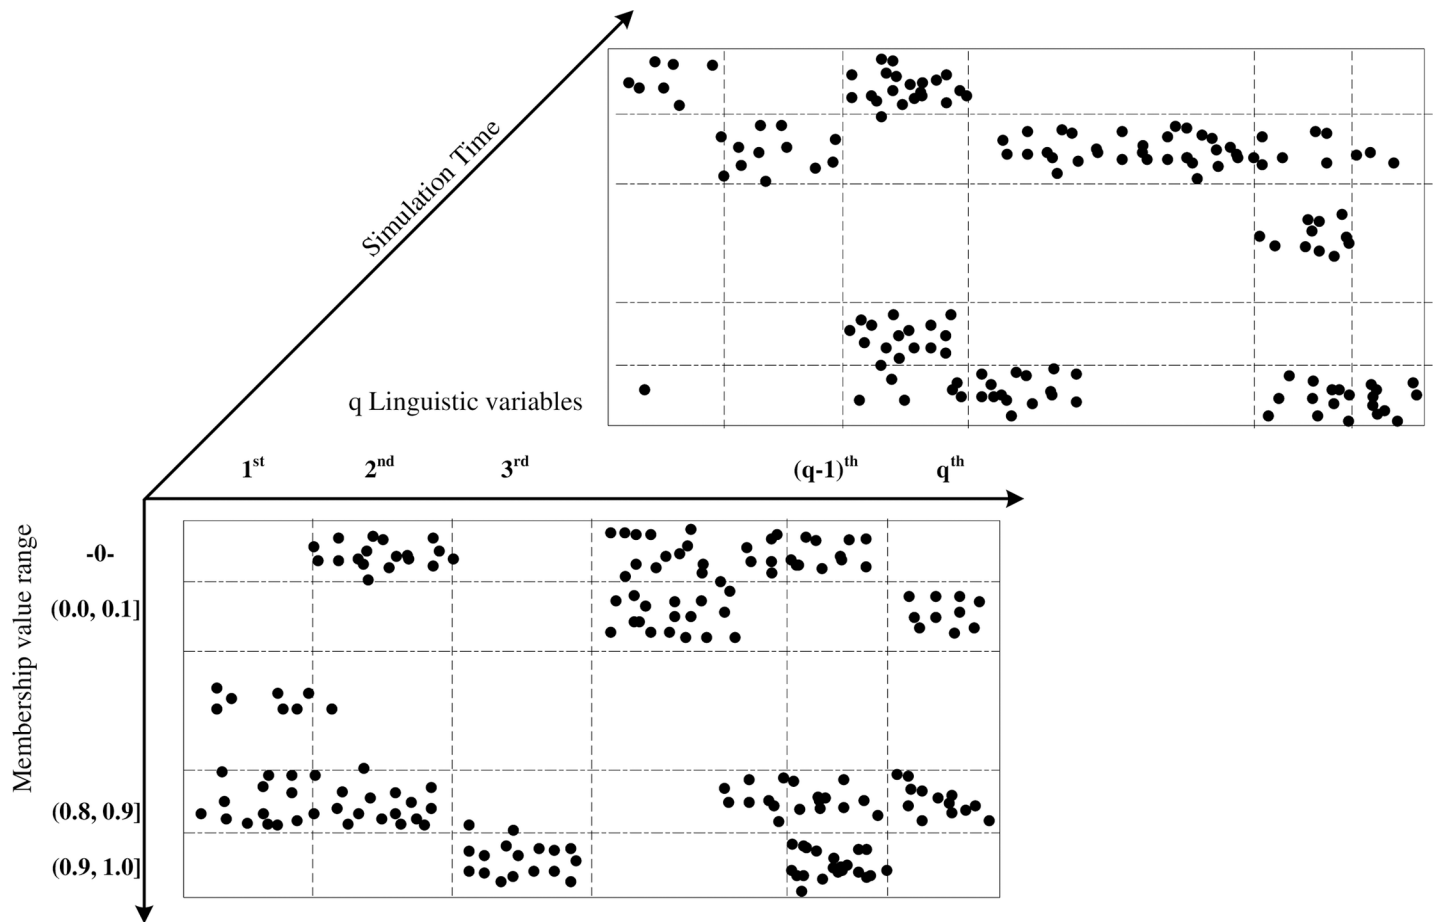 Simulation Time
q Linguistic variables
1st 2nd 3rd (q-1)th qth
Membership value range
-0-
(0.0, 0.1]
(0.8, 0.9]
(0.9, 1.0]